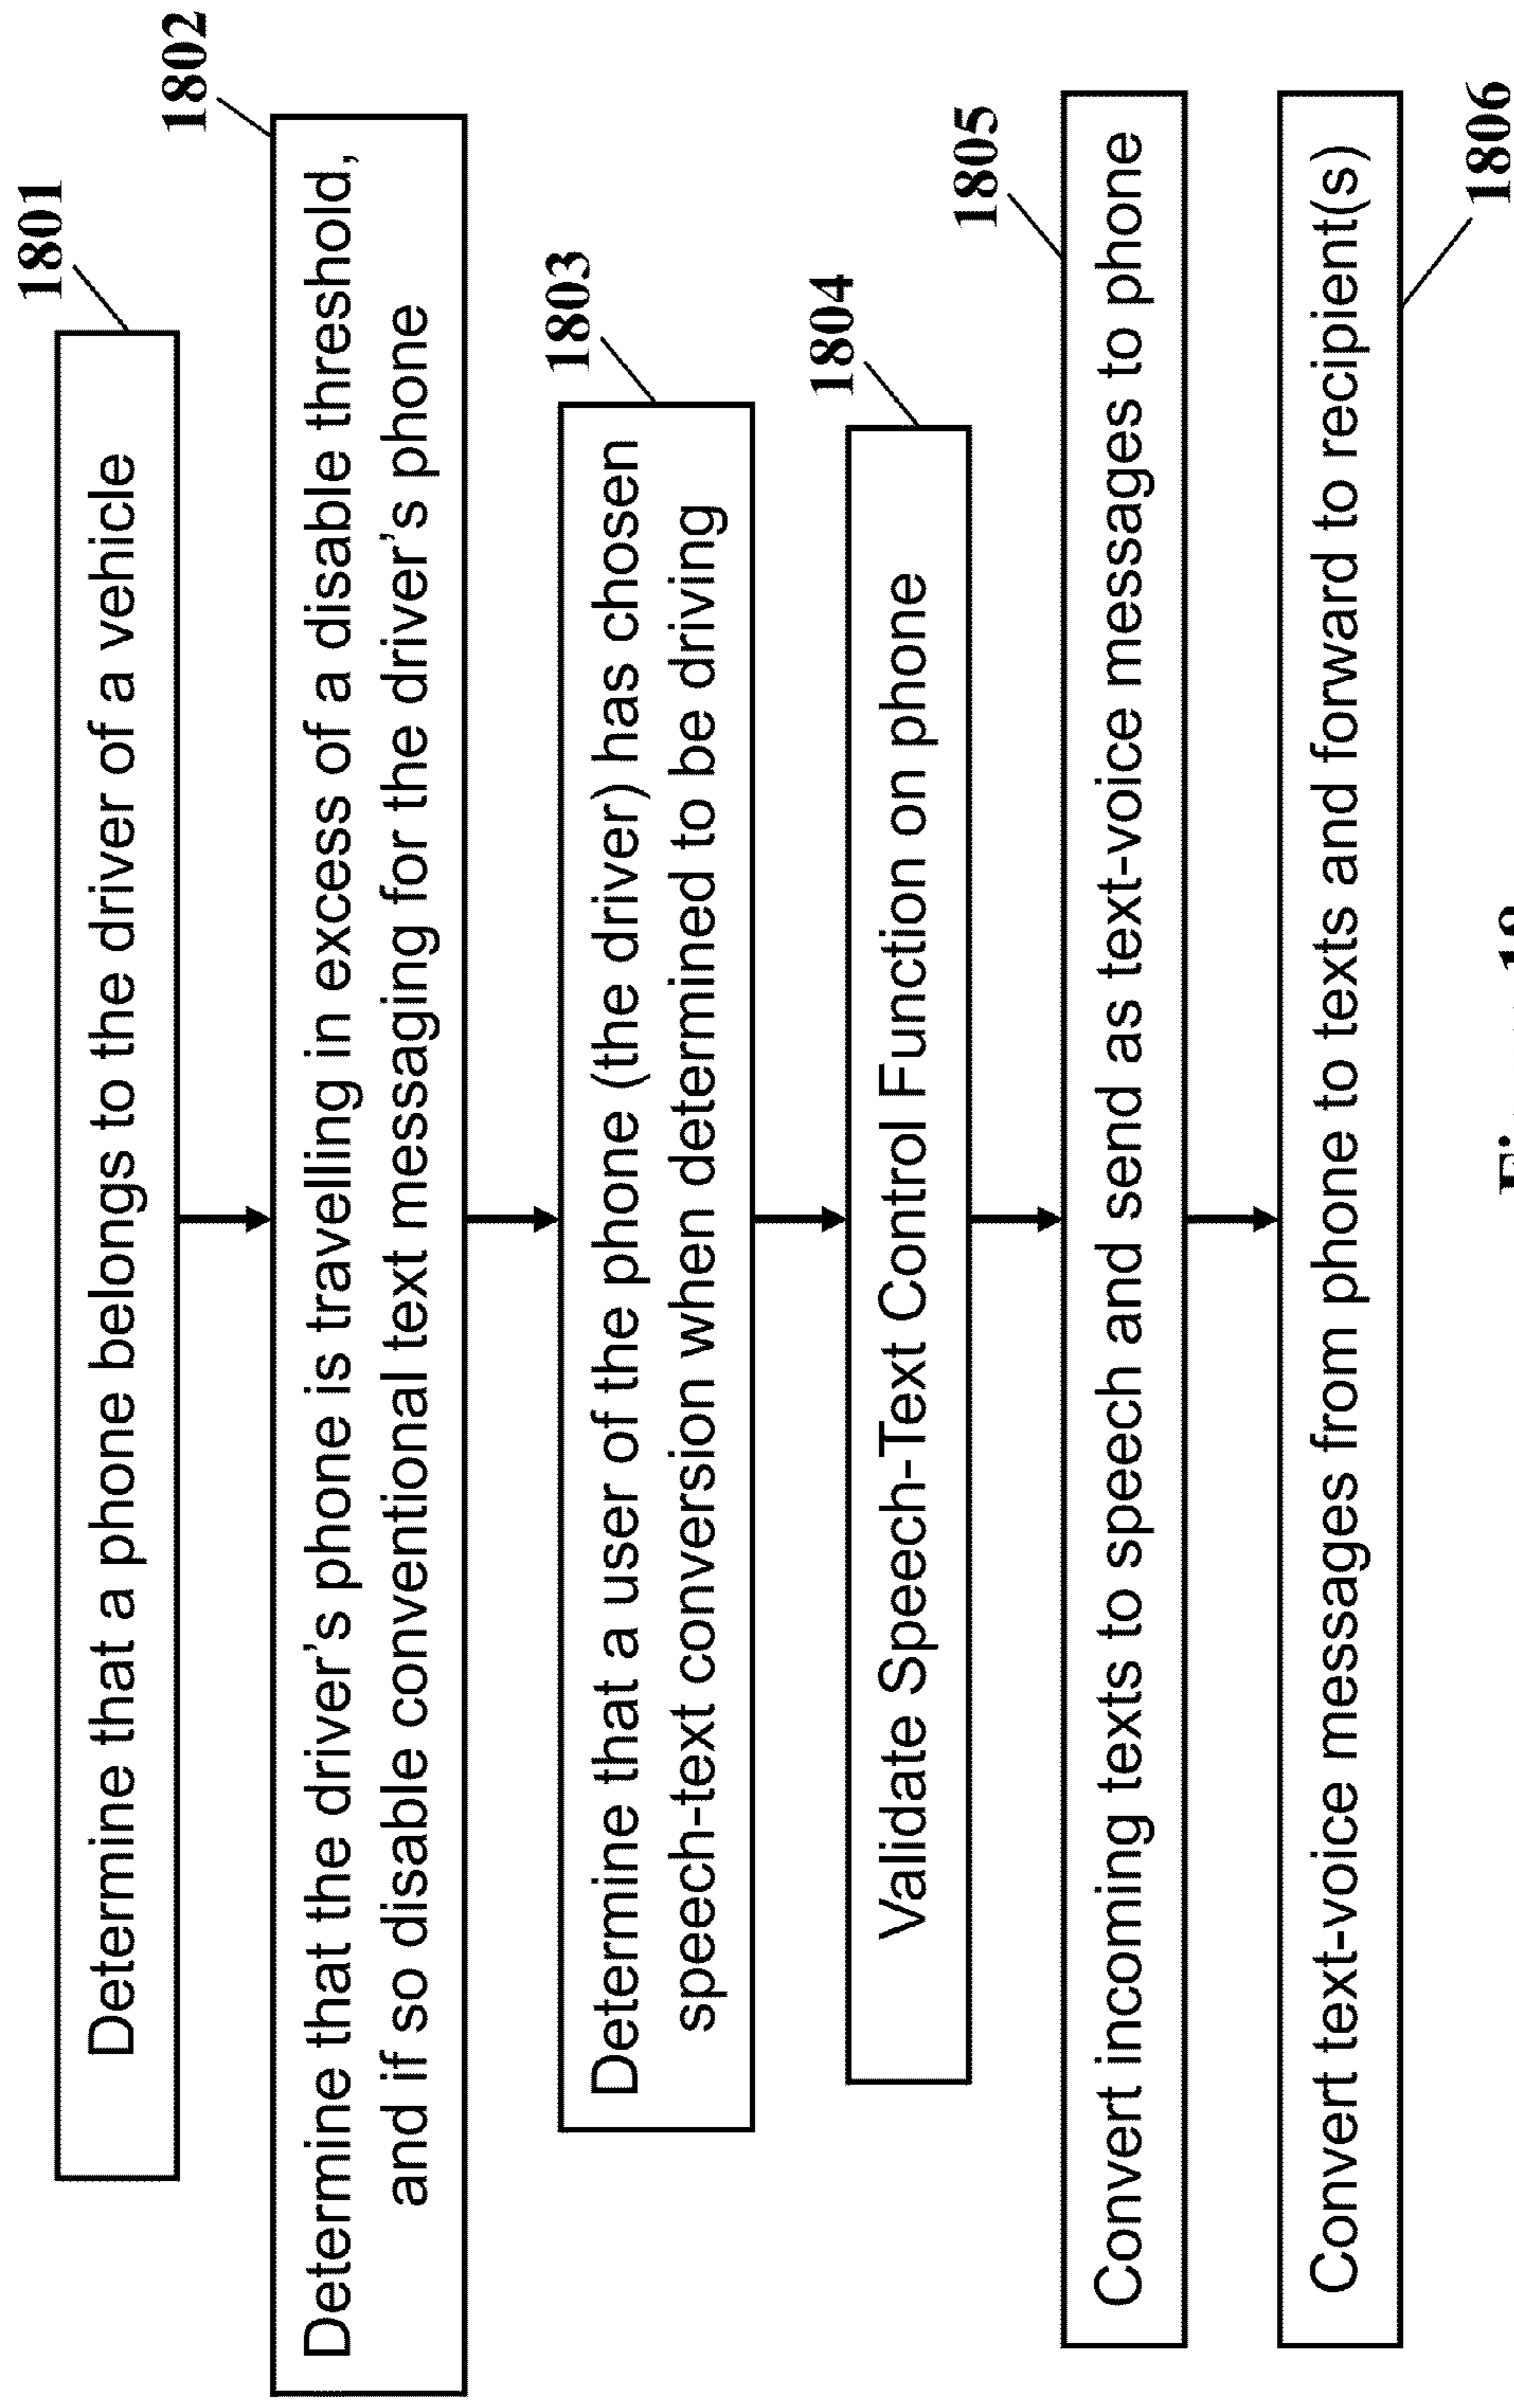 1801
Determine that a phone belongs to the driver of a vehicle
1802
Determine that the driver's phone is travelling in excess of a disable threshold,
and if so disable conventional text messaging for the driver's phone
1803
Determine that a user of the phone (the driver) has chosen
speech-text conversion when determined to be driving
1804
Validate Speech-Text Control Function on phone
1805
Convert incoming texts to speech and send as text-voice messages to phone
Convert text-voice messages from phone to texts and forward to recipient(s)
1806